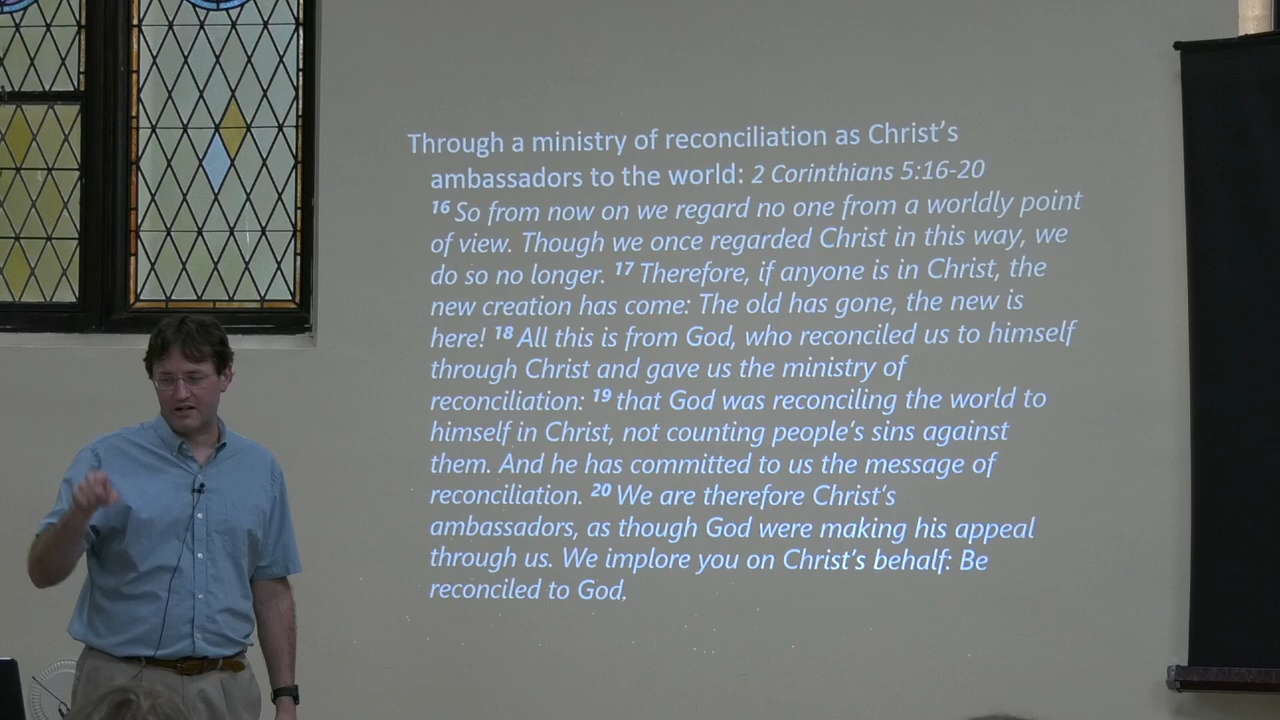 Through a ministry of reconciliation as Christ's
ambassadors to the world: 2 Corinthians 5:16-20
16 So from now on we regard no one from a worldly point
of view. Though we once regarded Christ in this way, we
do so no longer. 17 Therefore, if anyone is in Christ, the
new creation has come: The old has gone, the new is
here! 18 All this is from God, who reconciled us to himself
through Christ and gave us the ministry of
reconciliation: 19 that God was reconciling the world to
himself in Christ, not counting people's sins against
them. And he has committed to us the message of
reconciliation. 20 We are therefore Christ's
ambassadors, as though God were making his appeal
through us. We implore you on Christ's behalf: Be
reconciled to God.